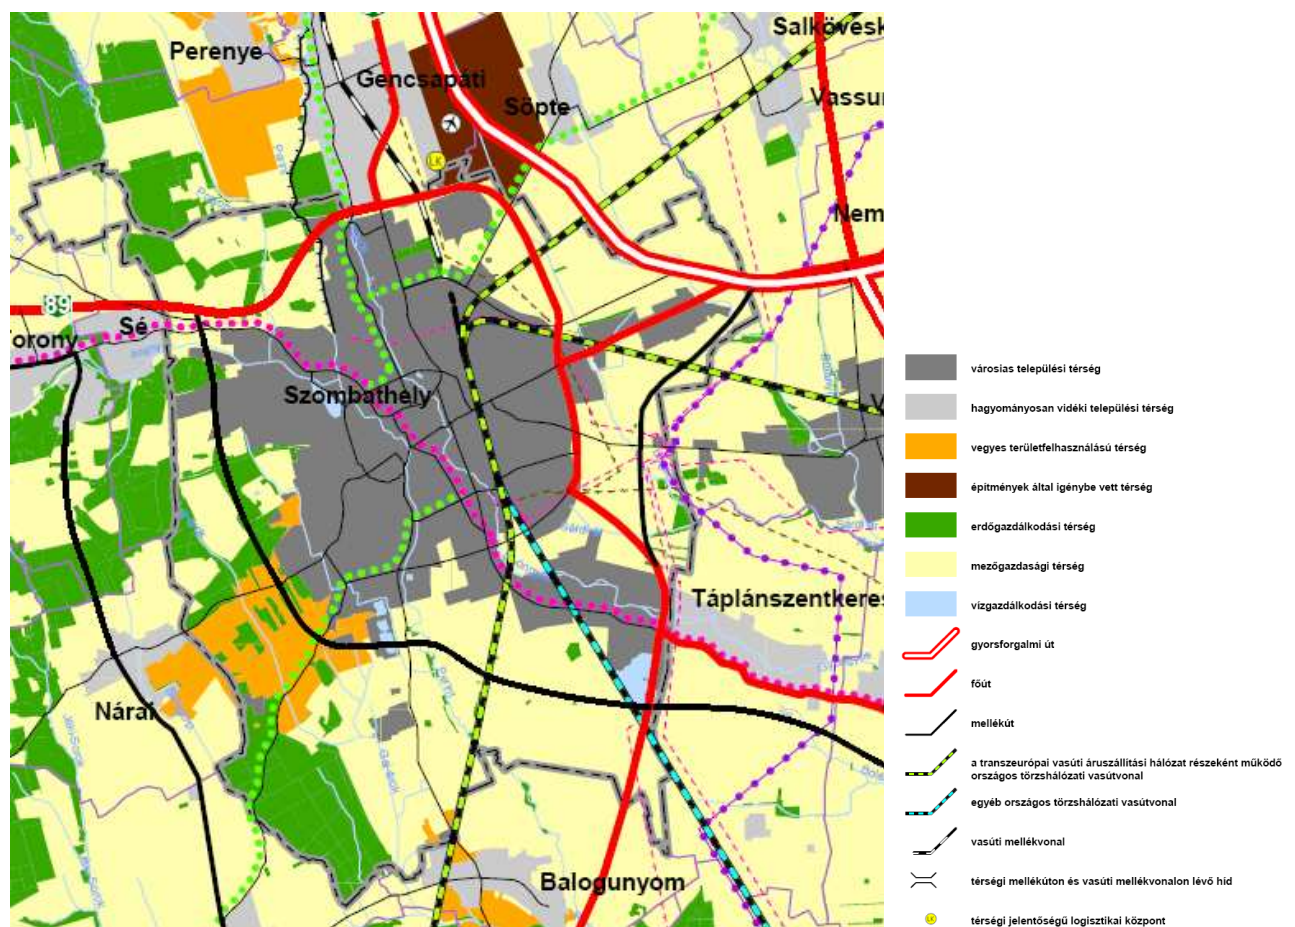 Salkövesk
Perenye
Gencsapáti
Söpte
Vassur
Nem
89
Sé
orony
Szombathely
V
Táplánszentkeres
Nárai
Balogunyom
LK
városias települési térség
hagyományosan vidéki települési térség
vegyes területfelhasználású térség
építmények által igénybe vett térség
erdőgazdálkodási térség
mezőgazdasági térség
vízgazdálkodási térség
gyorsforgalmi út
főút
mellékút
a transzeurópai vasúti áruszállítási hálózat részeként működő
országos törzshálózati vasútvonal
egyéb országos törzshálózati vasútvonal
vasúti mellékvonal
térségi mellékúton és vasúti mellékvonalon lévő híd
LK
térségi jelentőségű logisztikai központ